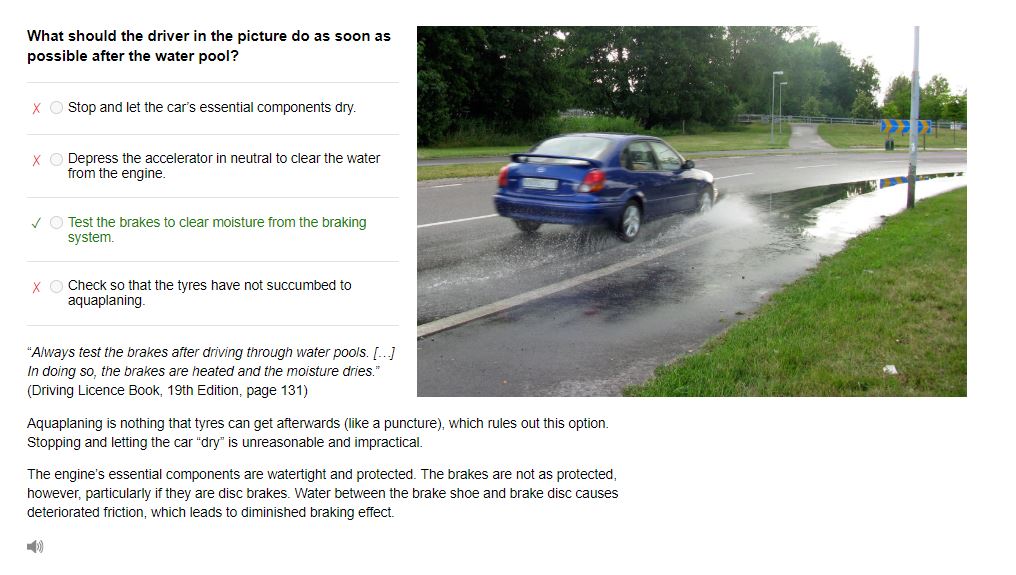 What should the driver in the picture do as soon as
possible after the water pool?
Stop and let the car's essential components dry.
Depress the accelerator in neutral to clear the water
from the engine.
Test the brakes to clear moisture from the braking
system.
Check so that the tyres have not succumbed to
aquaplaning.
"Always test the brakes after driving through water pools. [...]
In doing so, the brakes are heated and the moisture dries."
(Driving Licence Book, 19th Edition, page 131)
Aquaplaning is nothing that tyres can get afterwards (like a puncture), which rules out this option.
Stopping and letting the car "dry" is unreasonable and impractical.
The engine's essential components are watertight and protected. The brakes are not as protected,
however, particularly if they are disc brakes. Water between the brake shoe and brake disc causes
deteriorated friction, which leads to diminished braking effect.